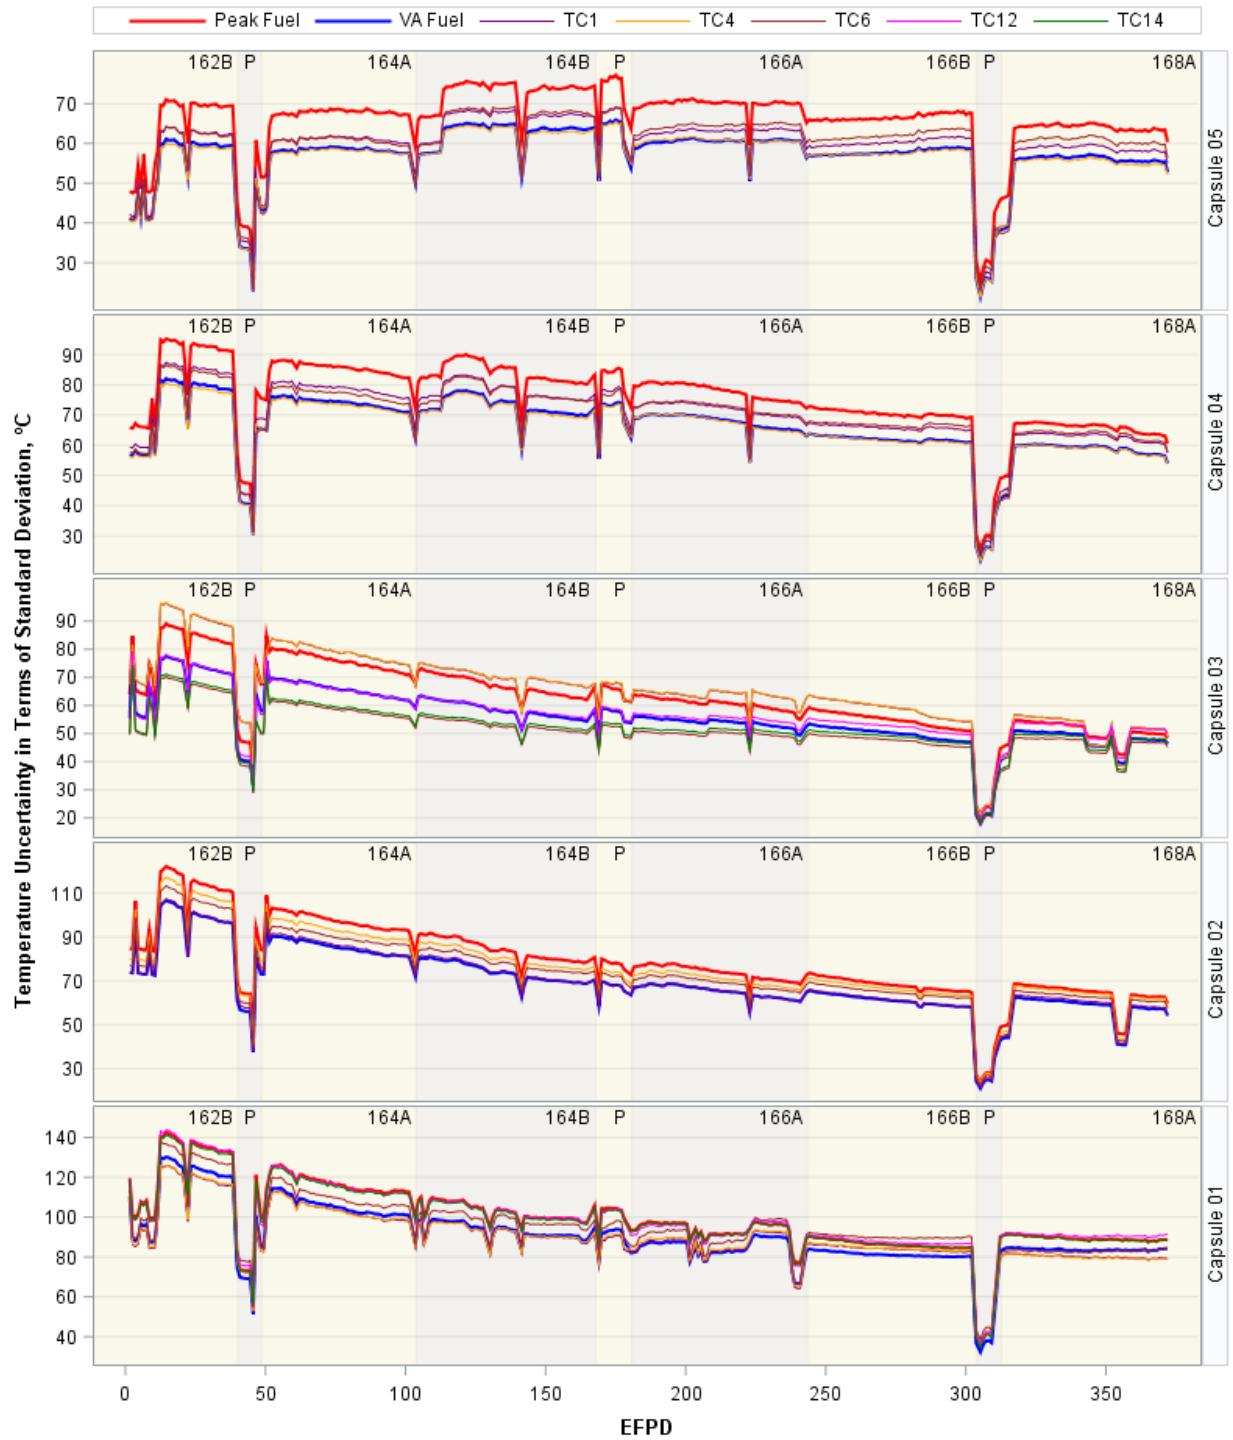 Peak Fuel VA Fuel TC1 TC4 TC6 TC12 TC14
Temperature Uncertainty in Terms of Standard Deviation, °C
162B P 164A 164B P 166A 166B P 168A
70
60
50
40
30
Capsule 05
162B P 164A 164B P 166A 166B P 168A
90
80
70
60
50
40
30
Capsule 04
162B P 164A 164B P 166A 166B P 168A
90
80
70
60
50
40
30
20
Capsule 03
162B P 164A 164B P 166A 166B P 168A
110
90
70
50
30
Capsule 02
162B P 164A 164B P 166A 166B P 168A
140
120
100
80
60
40
Capsule 01
0 50 100 150 200 250 300 350
EFPD